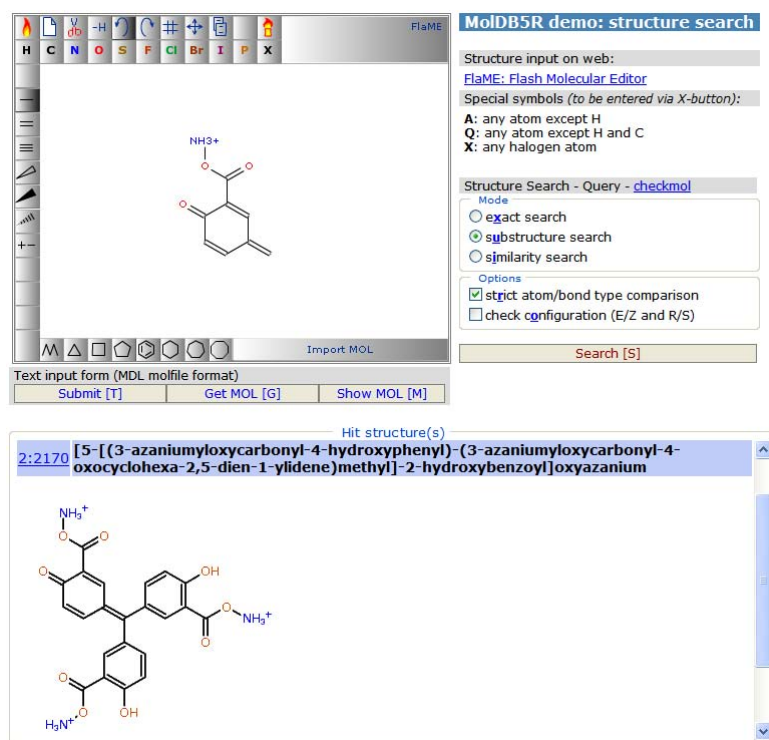 FlaME
H C N O S F Cl Br I P X
-H
NH3+
O
O
O
+-
Import MOL
Text input form (MDL molfile format)
Submit [T] Get MOL [G] Show MOL [M]
MolDB5R demo: structure search
Structure input on web:
FlaME: Flash Molecular Editor
Special symbols (to be entered via X-button):
A: any atom except H
Q: any atom except H and C
X: any halogen atom
Structure Search - Query - checkmol
Mode
exact search
substructure search
similarity search
Options
strict atom/bond type comparison
check configuration (E/Z and R/S)
Search [S]
Hit structure(s)
2:2170 [5-[(3-azaniumyloxycarbonyl-4-hydroxyphenyl)-(3-azaniumyloxycarbonyl-4-
oxocyclohexa-2,5-dien-1-ylidene)methyl]-2-hydroxybenzoyl]oxyazanium
NH₃⁺
O O
O OH
O NH₃⁺
O
O
H₃N⁺ O OH